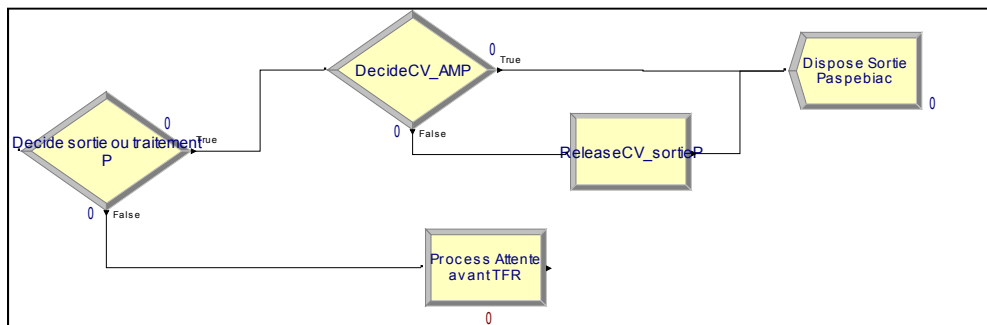 0
DecideCV_AMP
True
Dispose Sortie
Paspebiac
0
0
False
0
Decide sortie ou traitement
P
True
ReleaseCV_sortieP
0
False
Process Attente
avant TFR
0